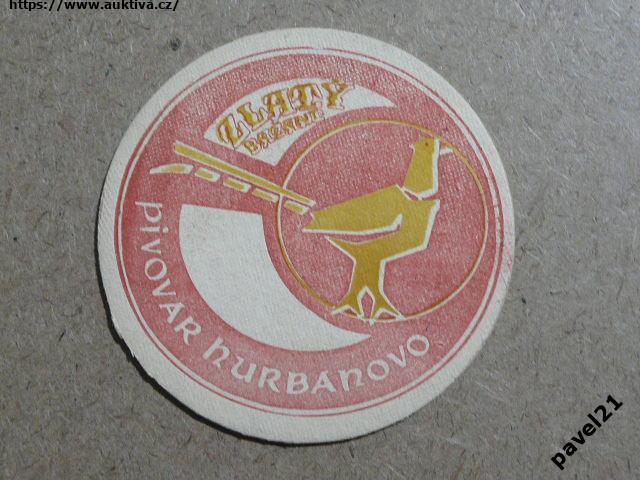 https://www.auktiva.cz/
ZLATÝ
BAŽANT
pivovar hurbanovo
pavel21